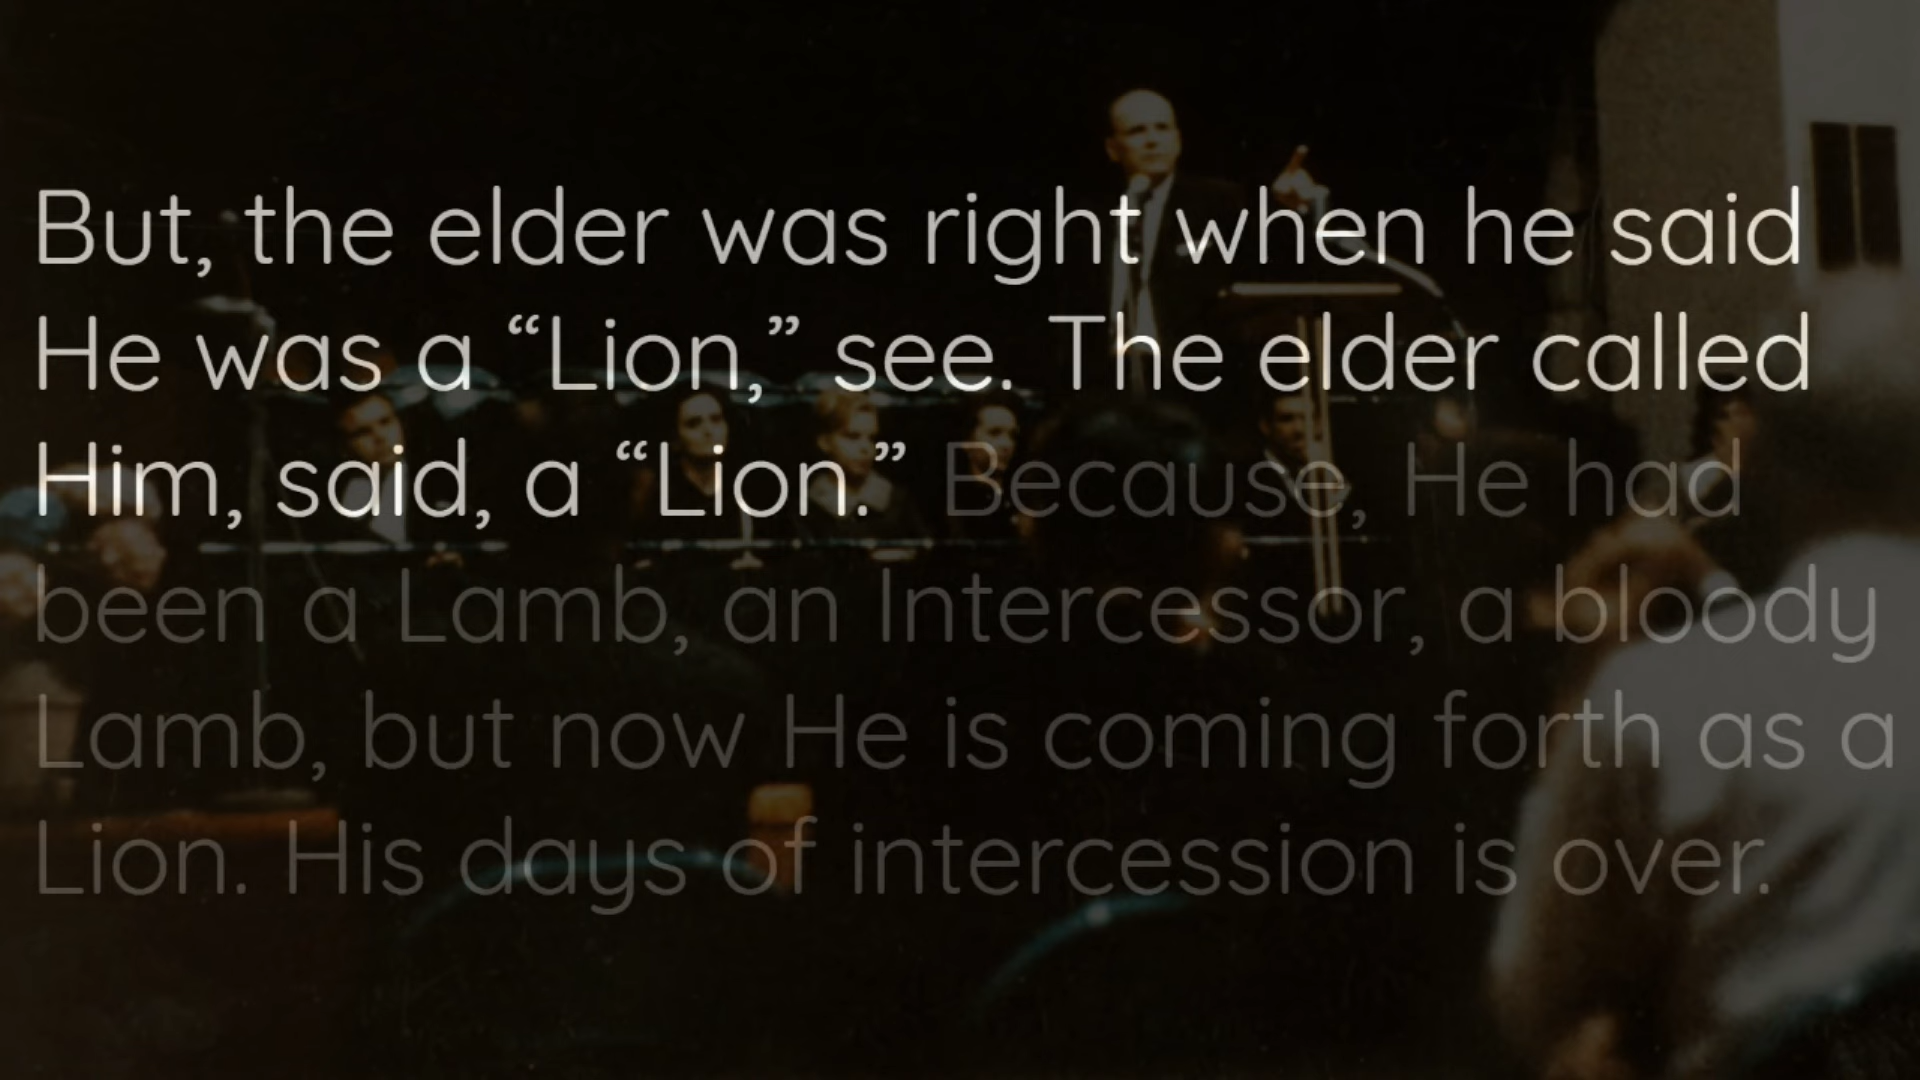 But, the elder was right when he said
He was a “Lion,” see. The elder called
Him, said, a “Lion.” Because, He had
been a Lamb, an Intercessor, a bloody
Lamb, but now He is coming forth as a
Lion. His days of intercession is over.